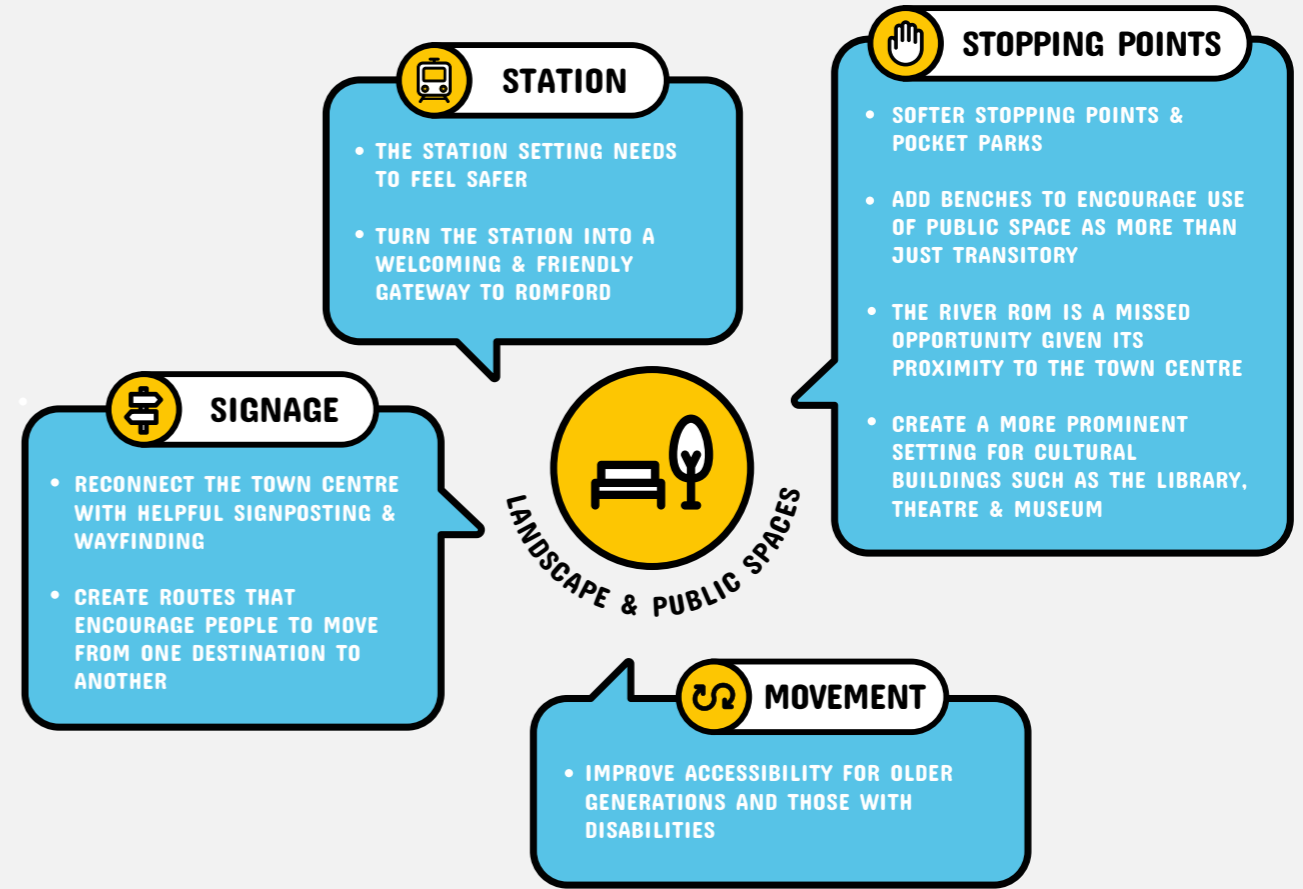 STATION
• THE STATION SETTING NEEDS
TO FEEL SAFER
• TURN THE STATION INTO A
WELCOMING & FRIENDLY
GATEWAY TO ROMFORD
STOPPING POINTS
• SOFTER STOPPING POINTS &
POCKET PARKS
• ADD BENCHES TO ENCOURAGE USE
OF PUBLIC SPACE AS MORE THAN
JUST TRANSITORY
• THE RIVER ROM IS A MISSED
OPPORTUNITY GIVEN ITS
PROXIMITY TO THE TOWN CENTRE
• CREATE A MORE PROMINENT
SETTING FOR CULTURAL
BUILDINGS SUCH AS THE LIBRARY,
THEATRE & MUSEUM
SIGNAGE
• RECONNECT THE TOWN CENTRE
WITH HELPFUL SIGNPOSTING &
WAYFINDING
• CREATE ROUTES THAT
ENCOURAGE PEOPLE TO MOVE
FROM ONE DESTINATION TO
ANOTHER
LANDSCAPE & PUBLIC SPACES
MOVEMENT
• IMPROVE ACCESSIBILITY FOR OLDER
GENERATIONS AND THOSE WITH
DISABILITIES